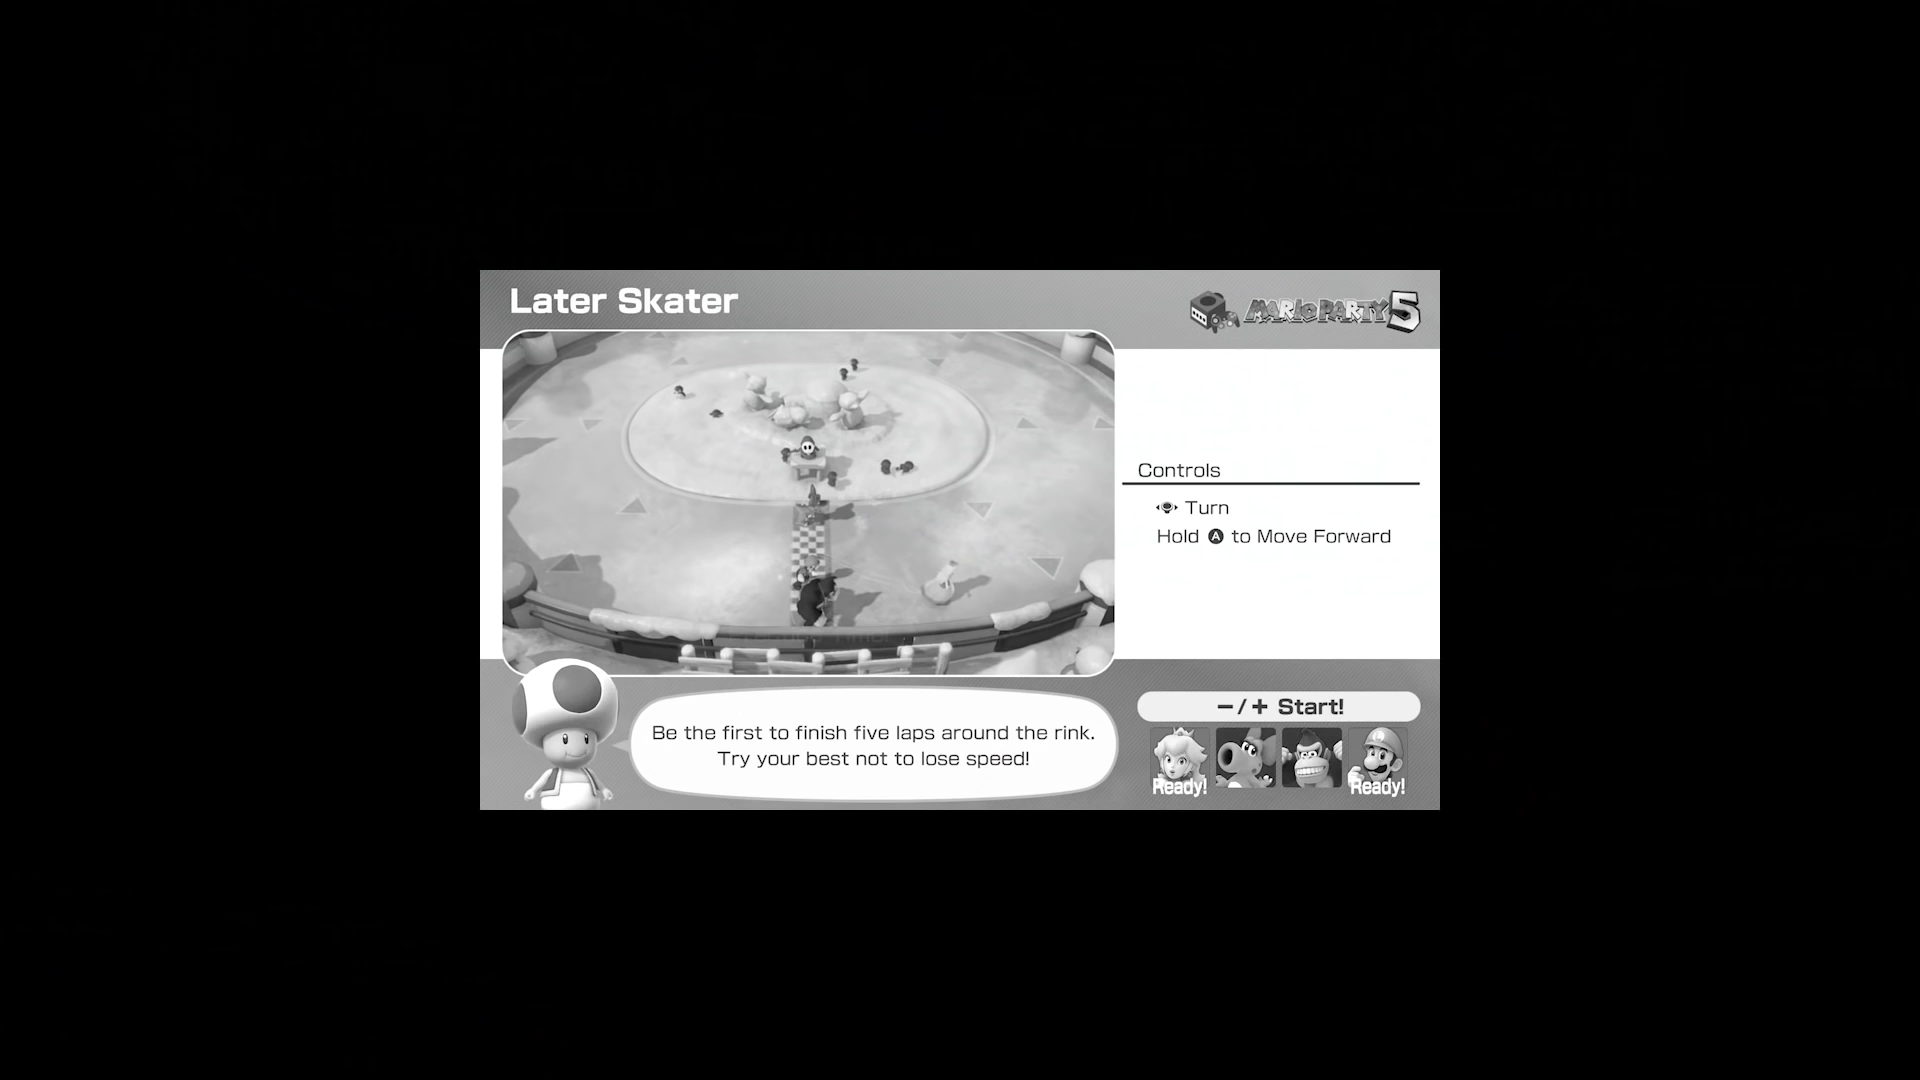 Later Skater
MARIO PARTY 5
Controls
Turn
Hold A to Move Forward
Be the first to finish five laps around the rink.
Try your best not to lose speed!
−/+ Start!
Ready!
Ready!